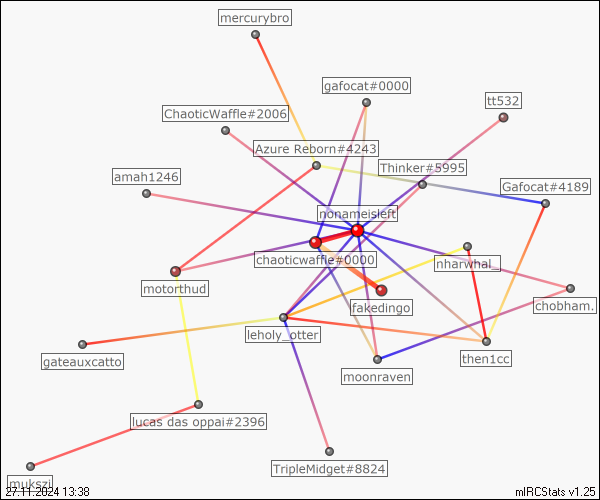 mercurybro
gafocat#0000
tt532
ChaoticWaffle#2006
Azure Reborn#4243
Thinker#5995
amah1246
Gafocat#4189
nonameisleft
chaoticwaffle#0000
nharwhal_
motorthud
fakedingo
chobham.
leholy_otter
gateauxcatto
then1cc
moonraven
lucas das oppai#2396
TripleMidget#8824
mukszi
27.11.2024 13:38
mIRCStats v1.25